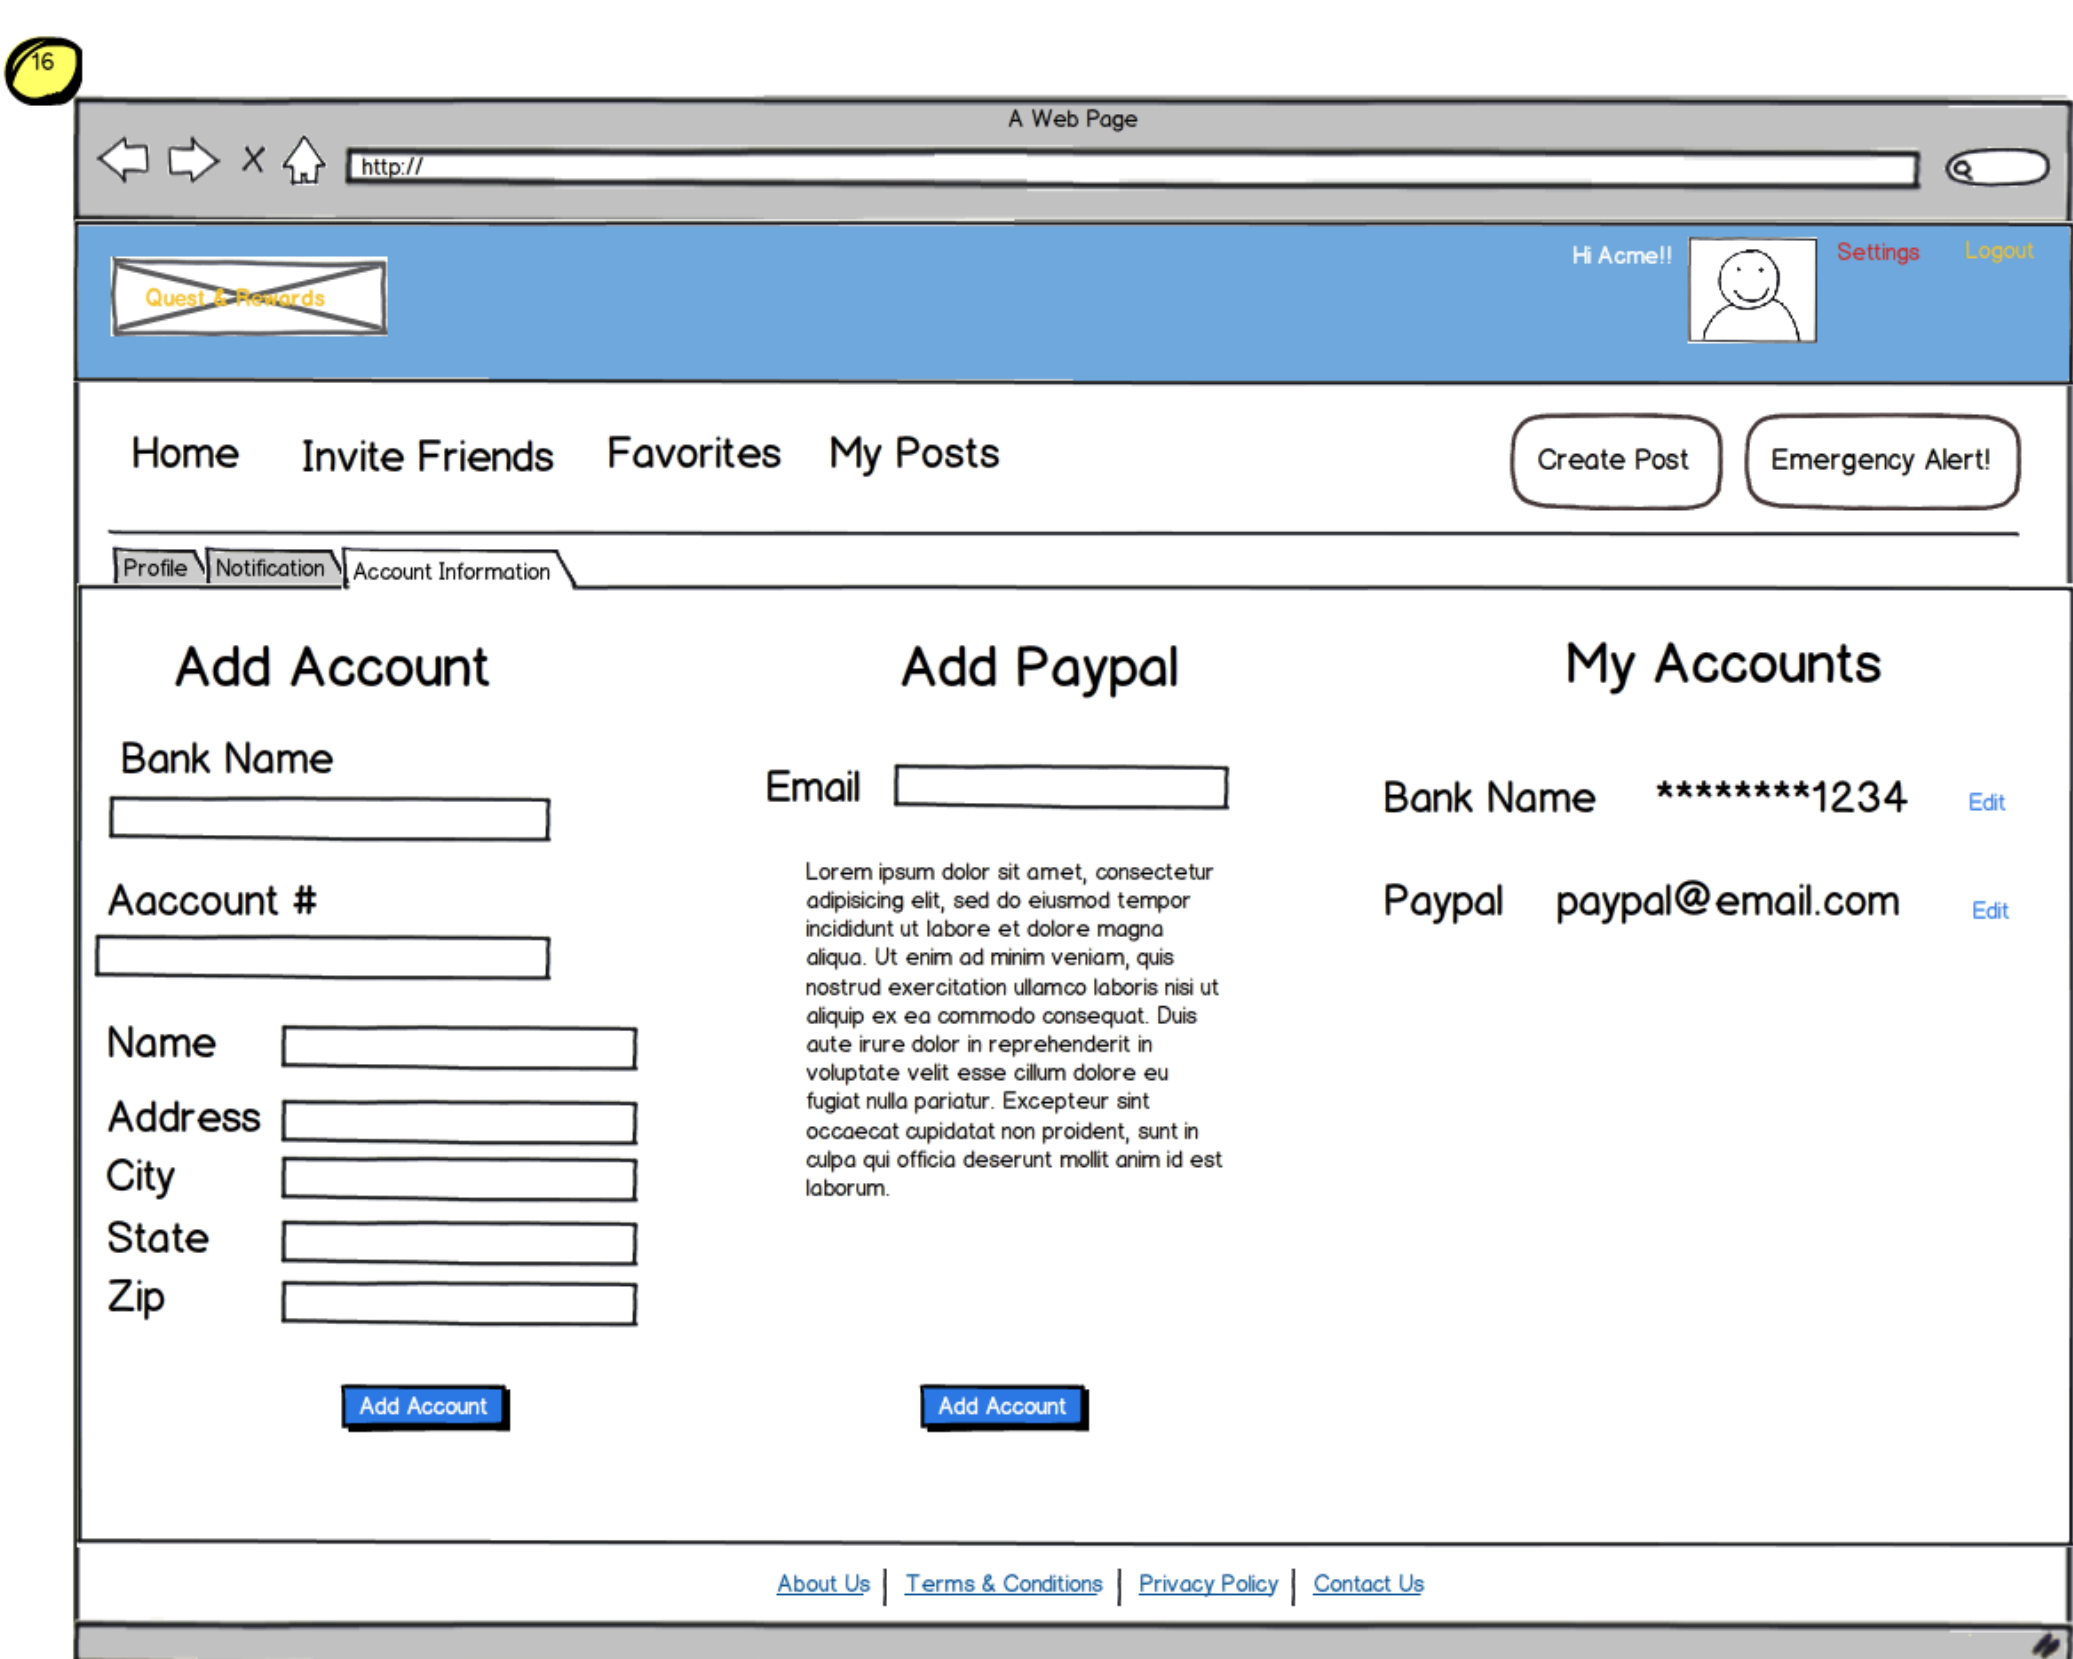 16
A Web Page
http://
Quest & Rewards
Hi Acme!!
Settings
Logout
Home
Invite Friends
Favorites
My Posts
Create Post
Emergency Alert!
Profile
Notification
Account Information
Add Account
Bank Name
Aaccount #
Name
Address
City
State
Zip
Add Account
Add Paypal
Email
Lorem ipsum dolor sit amet, consectetur
adipisicing elit, sed do eiusmod tempor
incididunt ut labore et dolore magna
aliqua. Ut enim ad minim veniam, quis
nostrud exercitation ullamco laboris nisi ut
aliquip ex ea commodo consequat. Duis
aute irure dolor in reprehenderit in
voluptate velit esse cillum dolore eu
fugiat nulla pariatur. Excepteur sint
occaecat cupidatat non proident, sunt in
culpa qui officia deserunt mollit anim id est
laborum.
Add Account
My Accounts
Bank Name ********1234 Edit
Paypal paypal@email.com Edit
About Us | Terms & Conditions | Privacy Policy | Contact Us